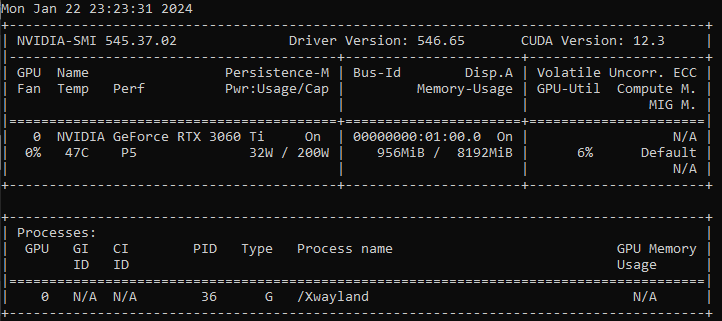 Mon Jan 22 23:23:31 2024
NVIDIA-SMI 545.37.02 Driver Version: 546.65 CUDA Version: 12.3
GPU Name Persistence-M | Bus-Id Disp.A | Volatile Uncorr. ECC
Fan Temp Perf Pwr:Usage/Cap | Memory-Usage | GPU-Util Compute M.
MIG M.
0 NVIDIA GeForce RTX 3060 Ti On | 00000000:01:00.0 On | N/A
0% 47C P5 32W / 200W | 956MiB / 8192MiB | 6% Default
N/A
Processes:
GPU GI CI PID Type Process name GPU Memory
ID ID Usage
0 N/A N/A 36 G /Xwayland N/A